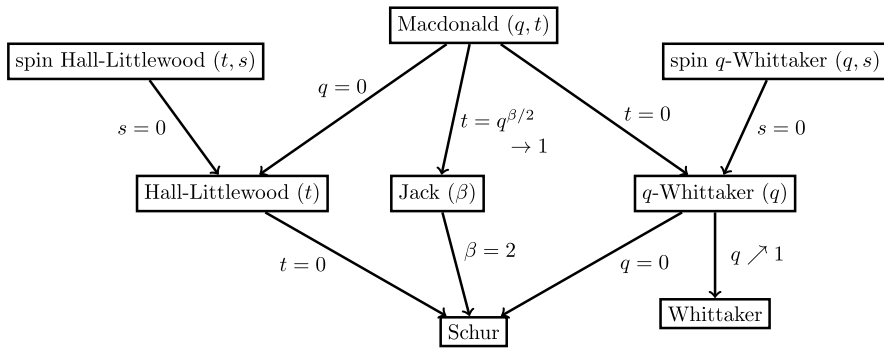 Macdonald (q, t)
spin Hall-Littlewood (t, s)
spin q-Whittaker (q, s)
q = 0
t = q^{β/2}
→ 1
t = 0
s = 0
s = 0
Hall-Littlewood (t)
Jack (β)
q-Whittaker (q)
t = 0
β = 2
q = 0
q ↗ 1
Whittaker
Schur